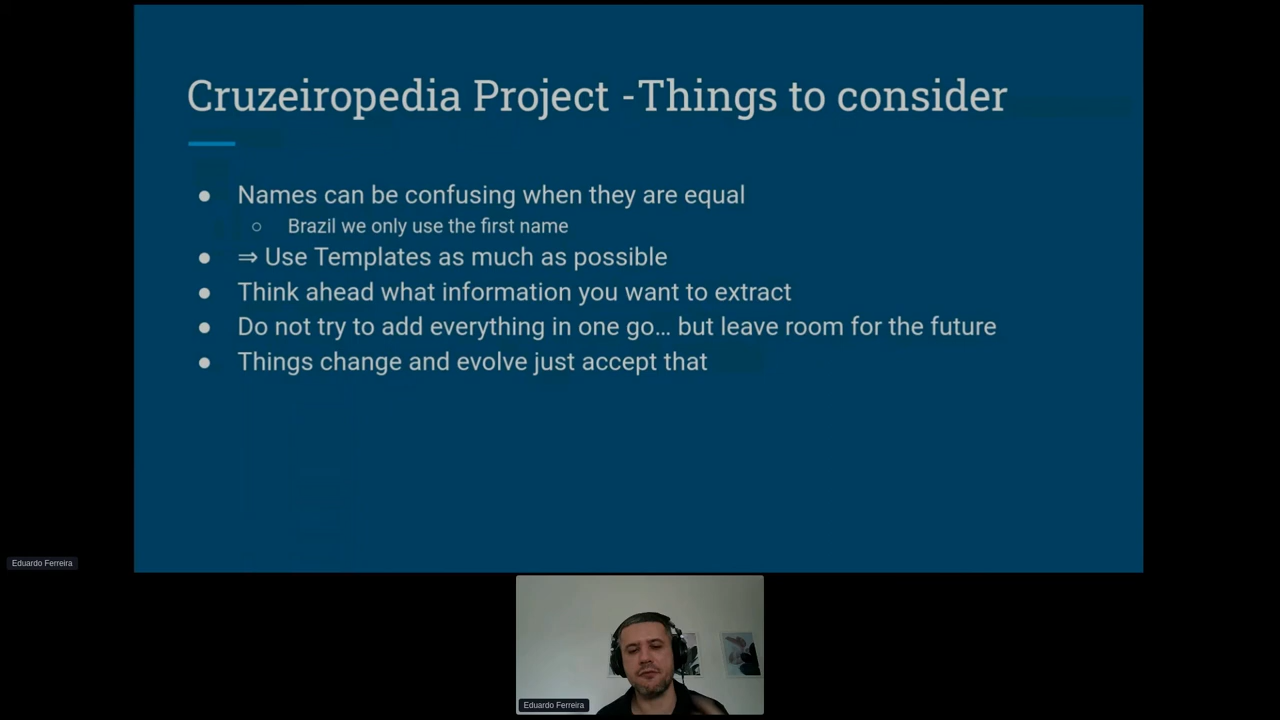 Cruzeiropedia Project -Things to consider
● Names can be confusing when they are equal
○ Brazil we only use the first name
● ⇒ Use Templates as much as possible
● Think ahead what information you want to extract
● Do not try to add everything in one go... but leave room for the future
● Things change and evolve just accept that
Eduardo Ferreira
Eduardo Ferreira